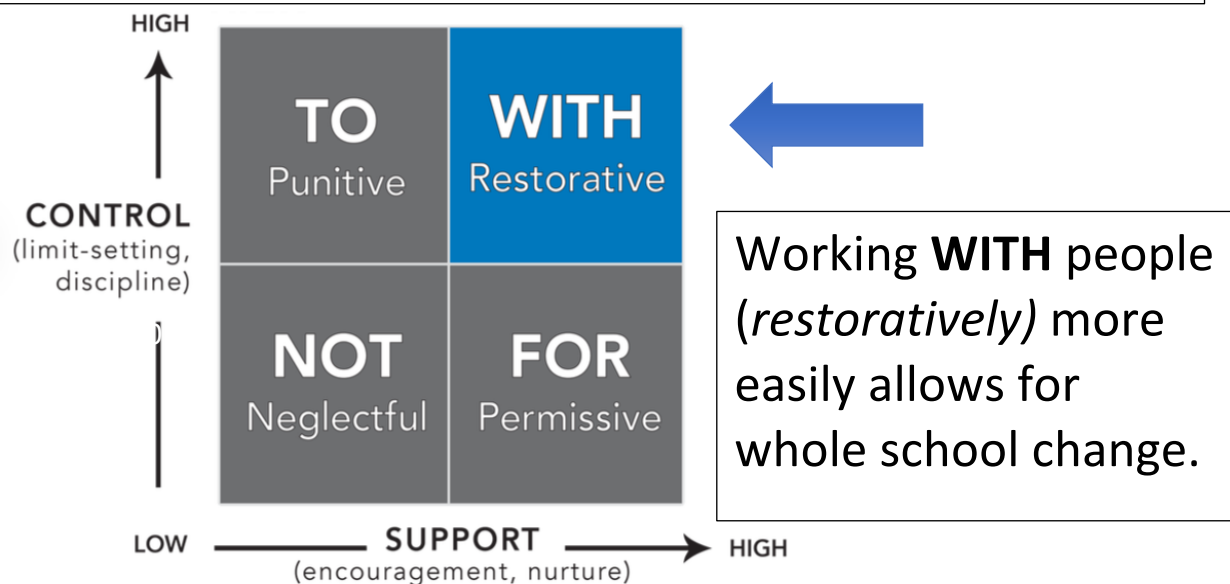 HIGH
TO
Punitive
WITH
Restorative
CONTROL
(limit-setting,
discipline)
NOT
Neglectful
FOR
Permissive
Working WITH people
(restoratively) more
easily allows for
whole school change.
LOW
SUPPORT
HIGH
(encouragement, nurture)